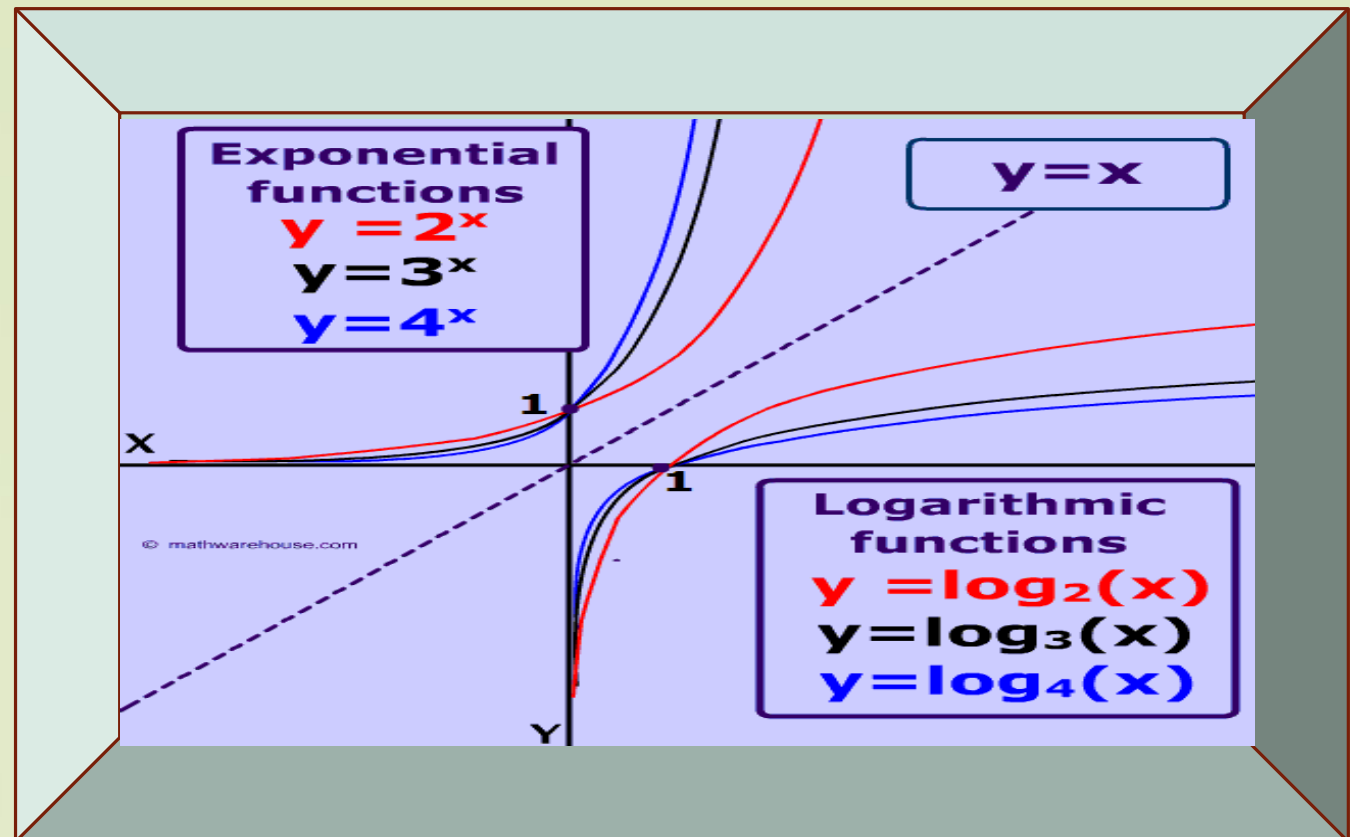 Exponential
functions
y =2ˣ
y=3ˣ
y=4ˣ
y=x
1
X
1
© mathwarehouse.com
Logarithmic
functions
y =log₂(x)
y=log₃(x)
y=log₄(x)
Y